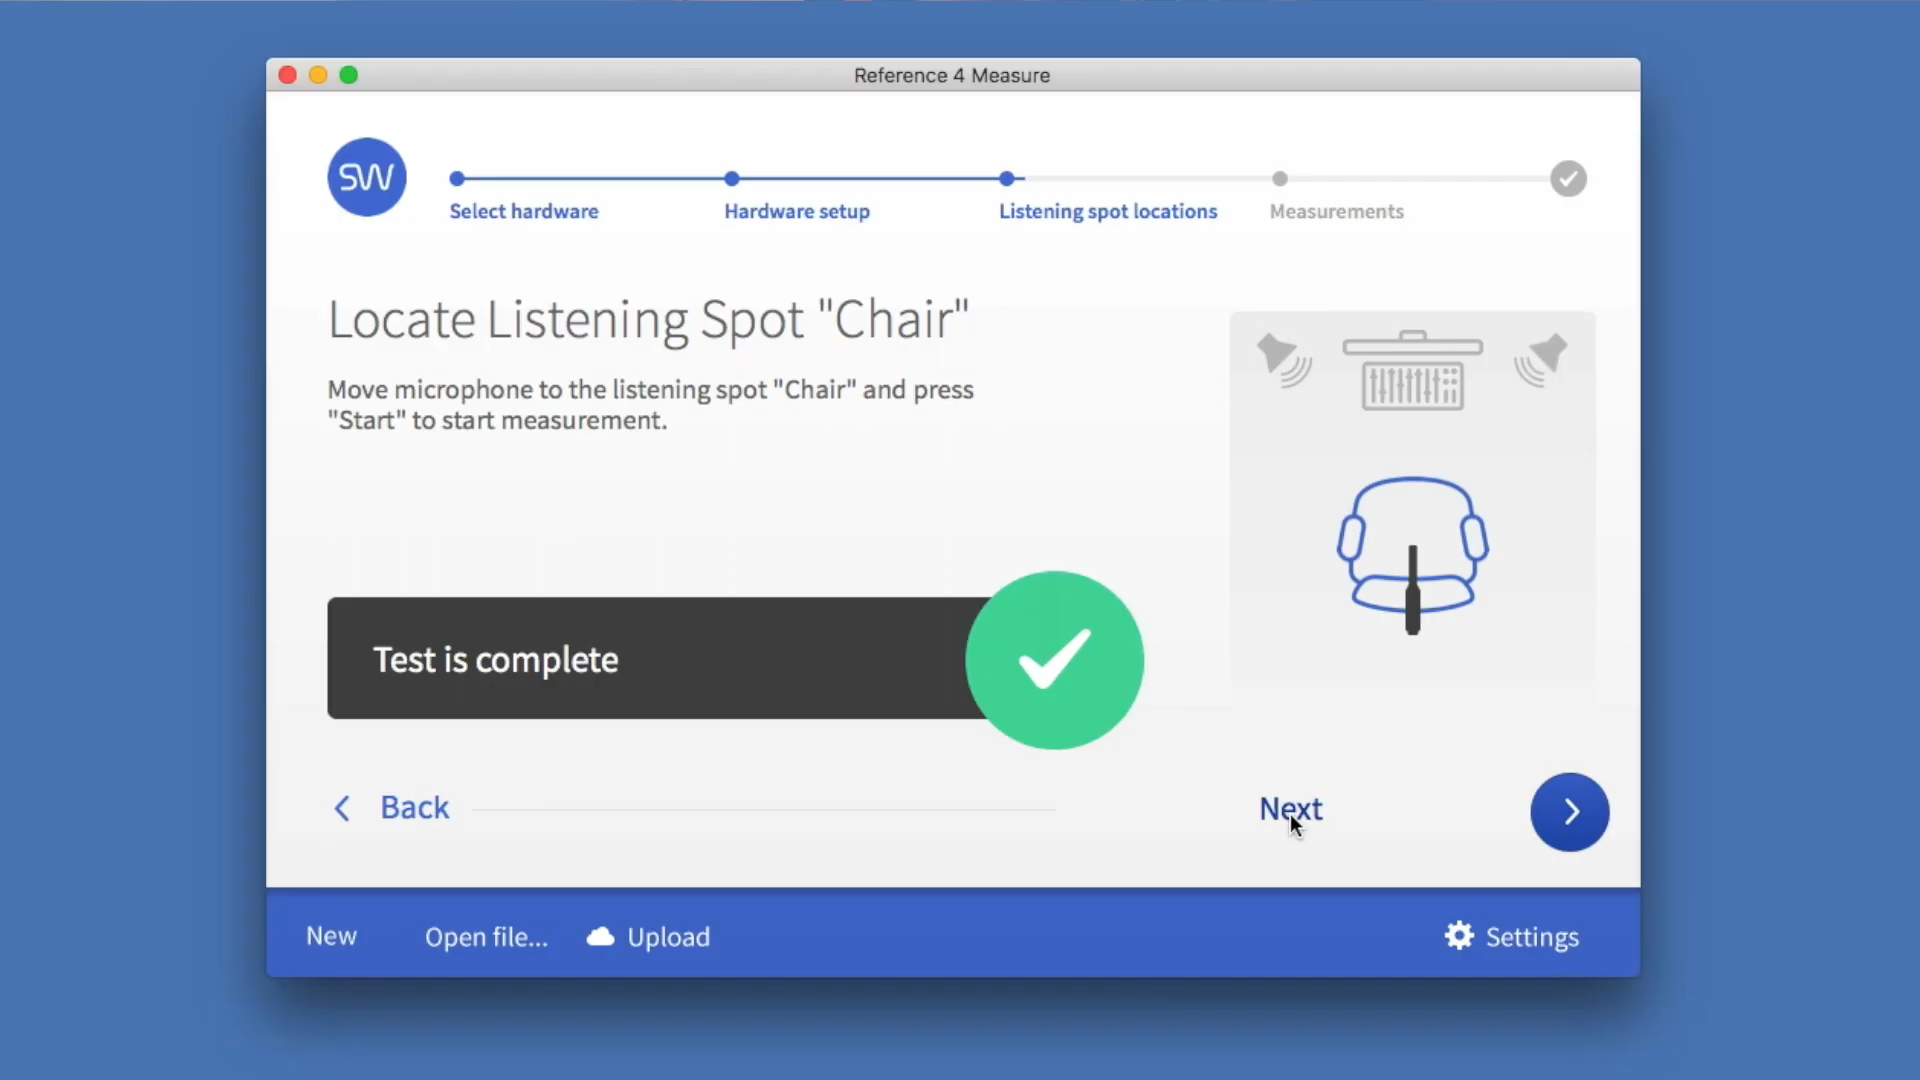 Reference 4 Measure
SW
Select hardware
Hardware setup
Listening spot locations
Measurements
Locate Listening Spot "Chair"
Move microphone to the listening spot "Chair" and press
"Start" to start measurement.
Test is complete
Back
Next
New
Open file...
Upload
Settings